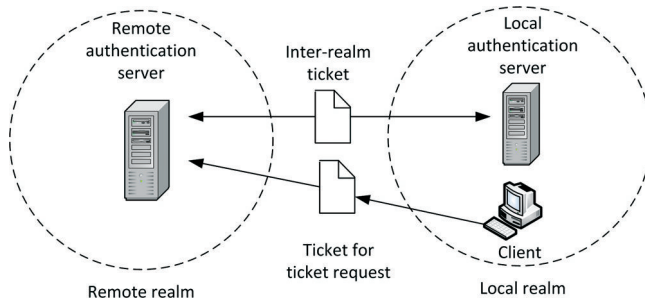 Remote
authentication
server
Inter-realm
ticket
Local
authentication
server
Ticket for
ticket request
Client
Remote realm
Local realm